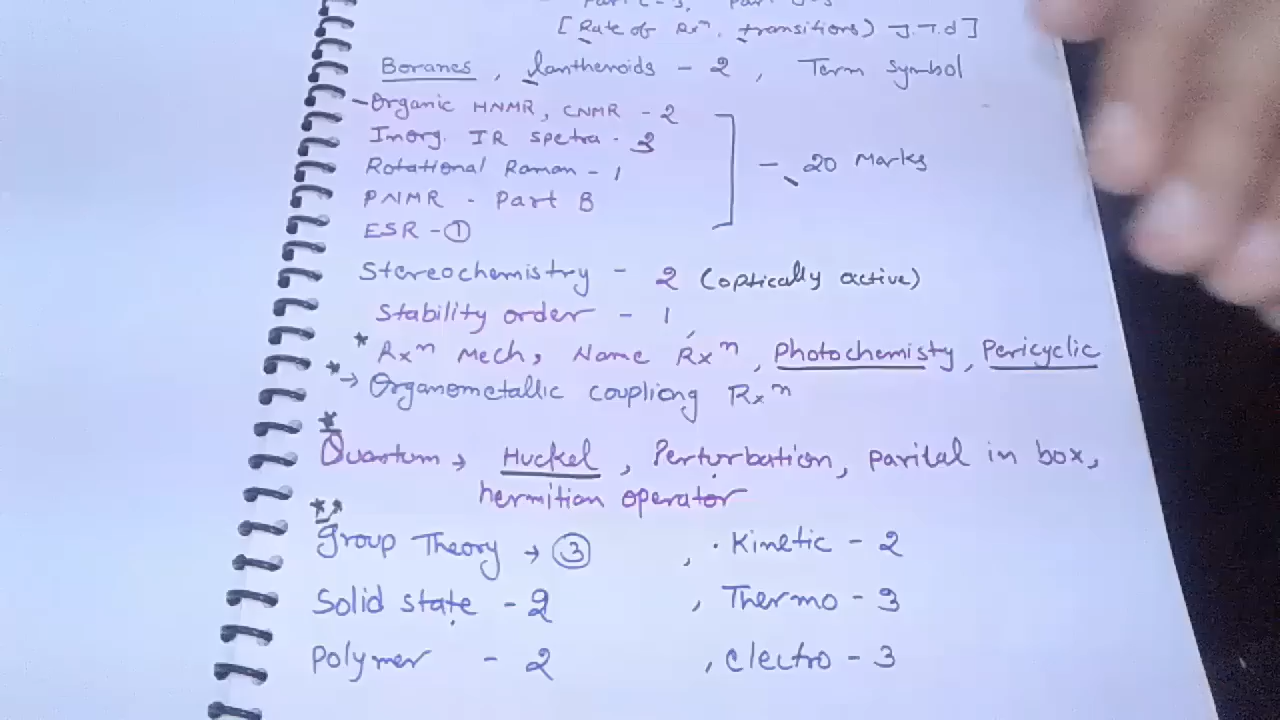 [Rate of Rxⁿ, transitions) J.T.d]
Boranes, lanthenoids - 2, Term symbol
- Organic HNMR, CNMR - 2
Inorg. IR spetra - 3
Rotational Raman - 1
- 20 Marks
PNMR - Part B
ESR - ①
Stereochemistry - 2 (optically active)
Stability order - 1
* Rxⁿ Mech, Name Rxⁿ, Photochemisty, Pericyclic
* → Organometallic coupliong Rxⁿ
* Quantum → Huckel, Perturbation, parital in box,
hermition operator
** Group Theory → ③ , . Kinetic - 2
Solid state - 2 , Thermo - 3
polymer - 2 , electro - 3